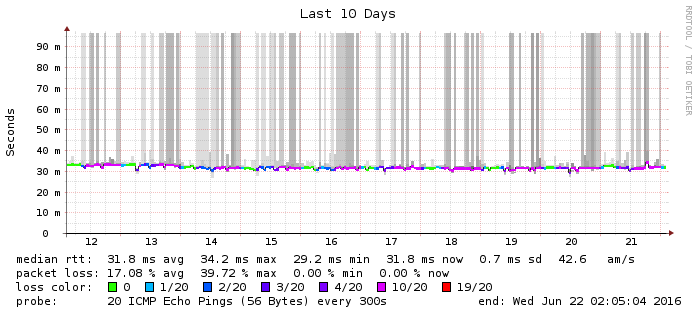 Last 10 Days
RRDTOOL / TOBI OETIKER
Seconds
90 m
80 m
70 m
60 m
50 m
40 m
30 m
20 m
10 m
0
12 13 14 15 16 17 18 19 20 21
median rtt: 31.8 ms avg 34.2 ms max 29.2 ms min 31.8 ms now 0.7 ms sd 42.6 am/s
packet loss: 17.08 % avg 39.72 % max 0.00 % min 0.00 % now
loss color: 0 1/20 2/20 3/20 4/20 10/20 19/20
probe: 20 ICMP Echo Pings (56 Bytes) every 300s end: Wed Jun 22 02:05:04 2016